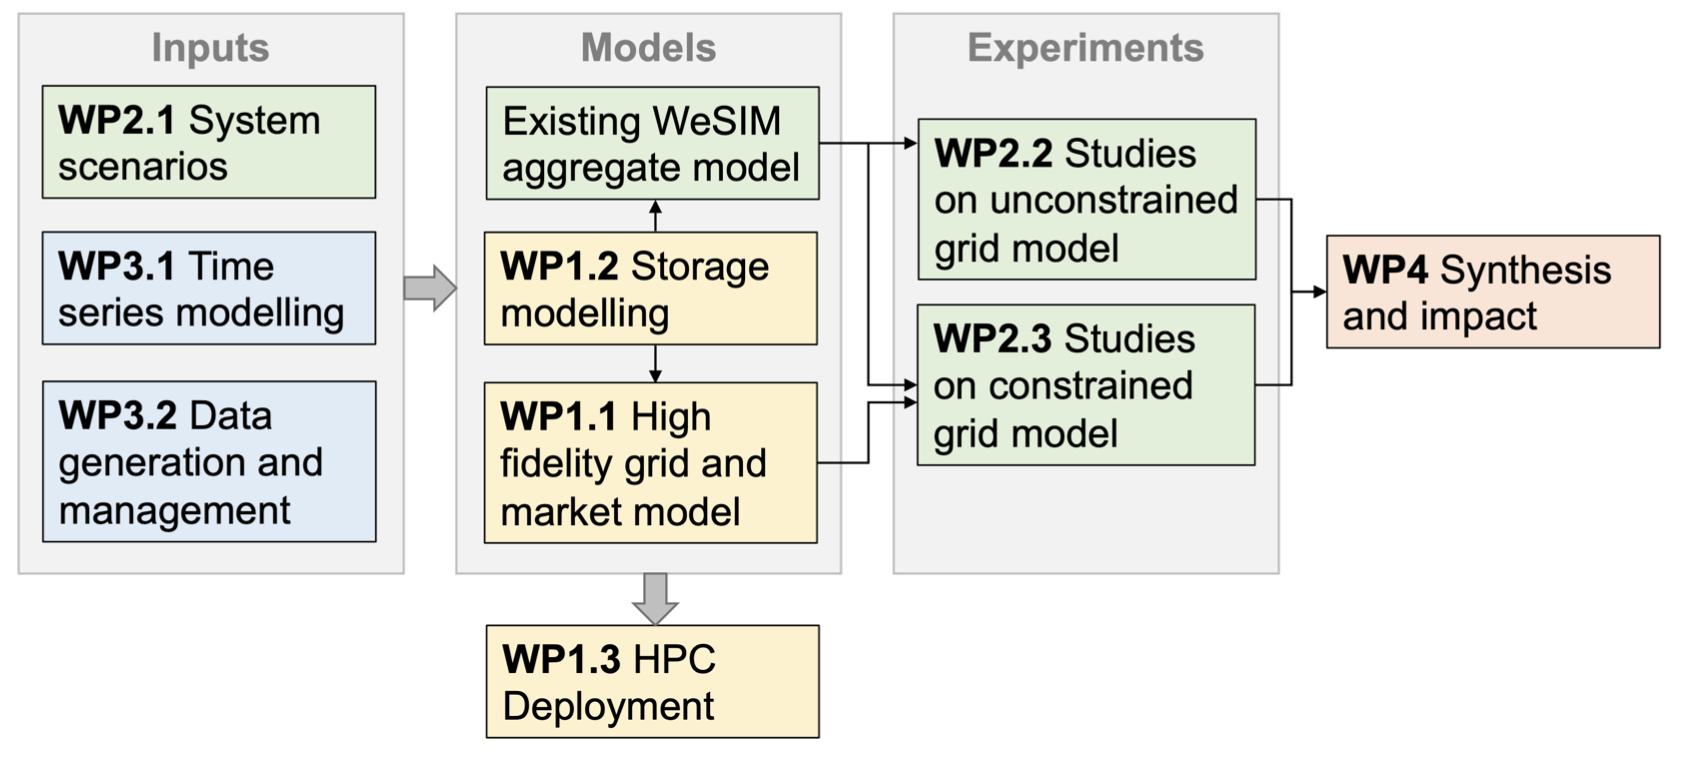 Inputs
WP2.1 System
scenarios
WP3.1 Time
series modelling
WP3.2 Data
generation and
management
Models
Existing WeSIM
aggregate model
WP1.2 Storage
modelling
WP1.1 High
fidelity grid and
market model
WP1.3 HPC
Deployment
Experiments
WP2.2 Studies
on unconstrained
grid model
WP2.3 Studies
on constrained
grid model
WP4 Synthesis
and impact